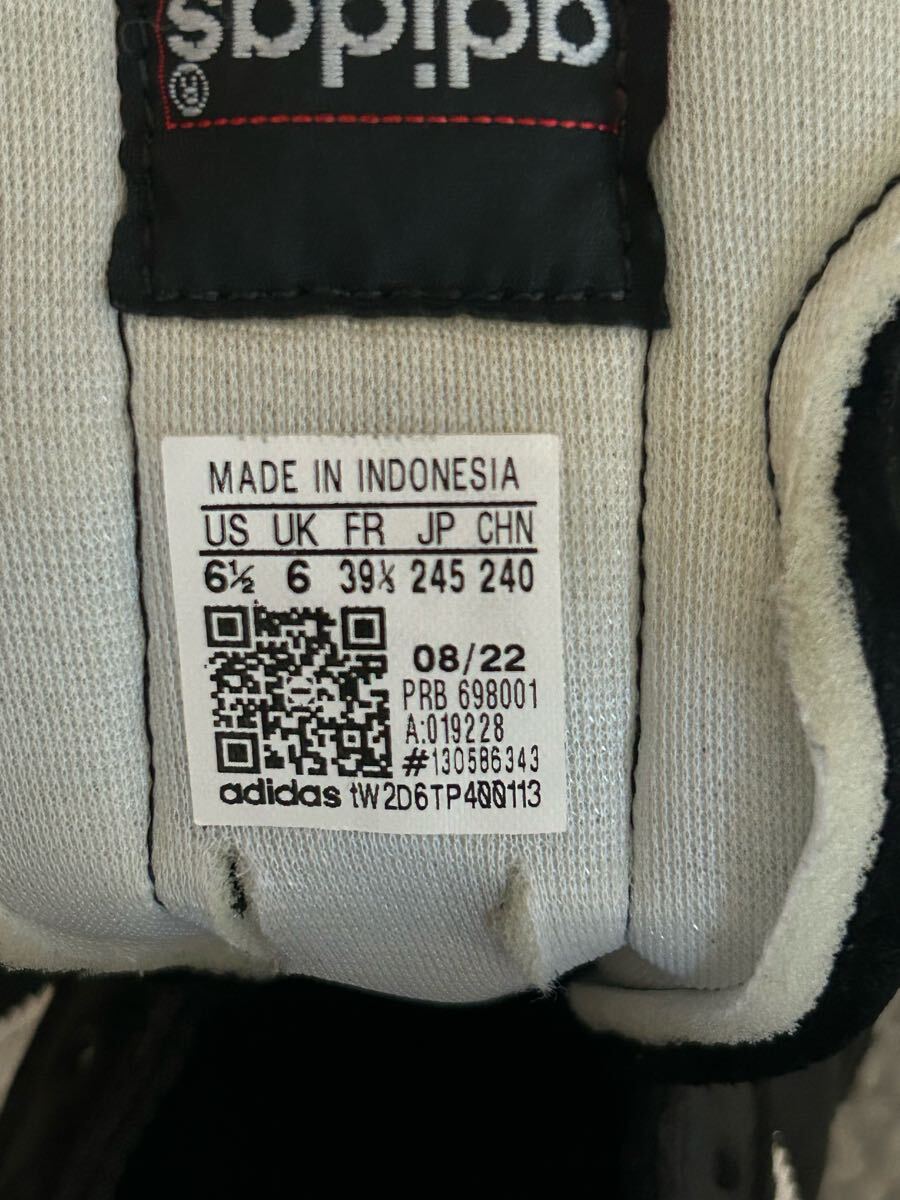 adidas
®
MADE IN INDONESIA
US UK FR JP CHN
6½ 6 39⅓ 245 240
08/22
PRB 698001
A:019228
#130586343
adidas tW2D6TP400113